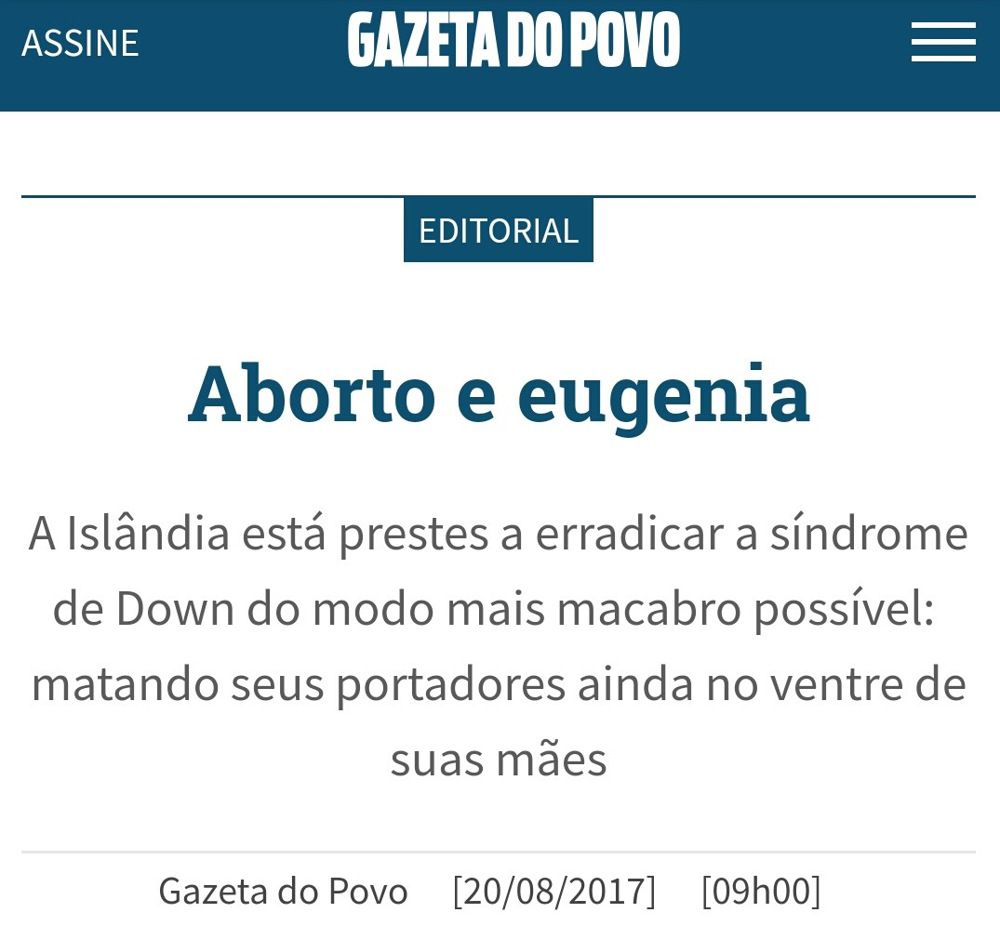 ASSINE
GAZETA DO POVO
EDITORIAL
Aborto e eugenia
A Islândia está prestes a erradicar a síndrome
de Down do modo mais macabro possível:
matando seus portadores ainda no ventre de
suas mães
Gazeta do Povo [20/08/2017] [09h00]